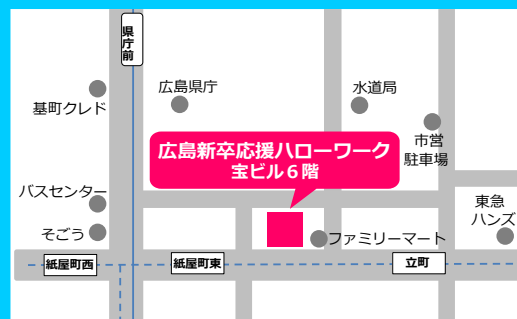 県庁前
基町クレド
広島県庁
水道局
市営
駐車場
広島新卒応援ハローワーク
宝ビル６階
バスセンター
そごう
ファミリーマート
東急
ハンズ
紙屋町西
紙屋町東
立町